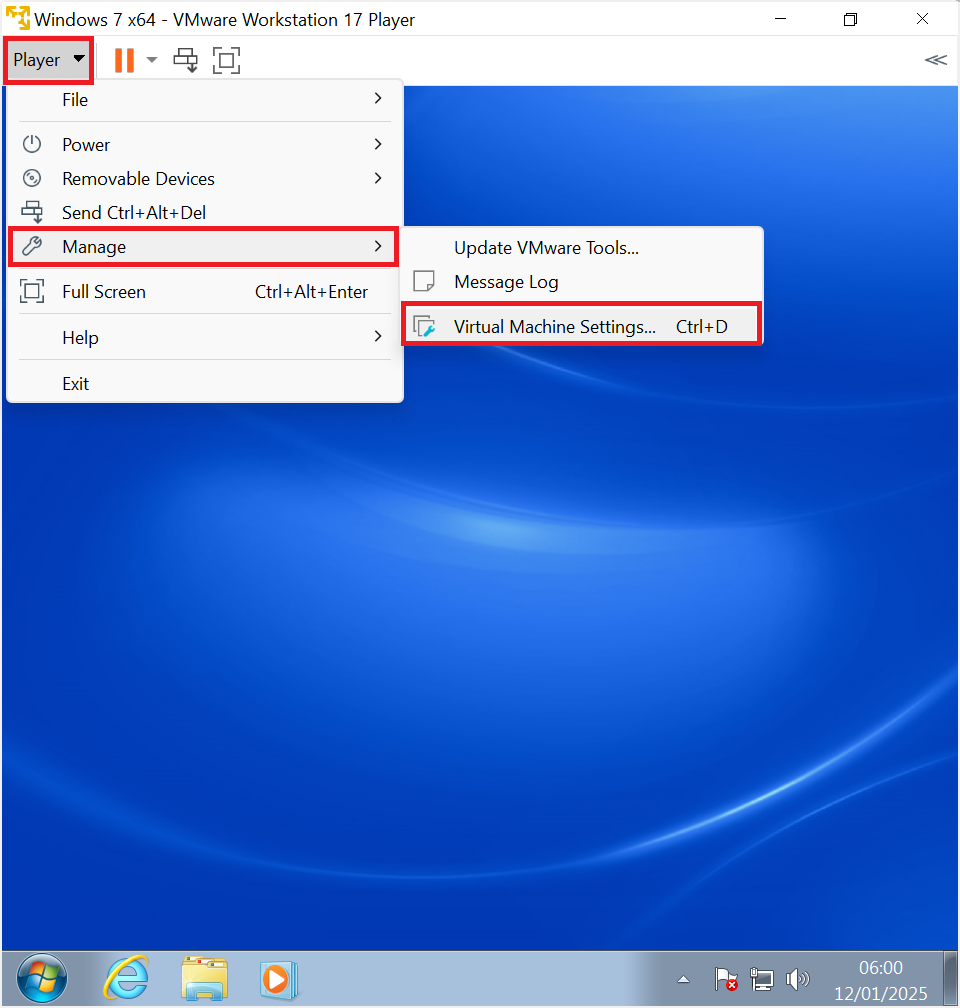 Windows 7 x64 - VMware Workstation 17 Player
Player
File
Power
Removable Devices
Send Ctrl+Alt+Del
Manage
Update VMware Tools...
Message Log
Full Screen Ctrl+Alt+Enter
Virtual Machine Settings... Ctrl+D
Help
Exit
06:00
12/01/2025